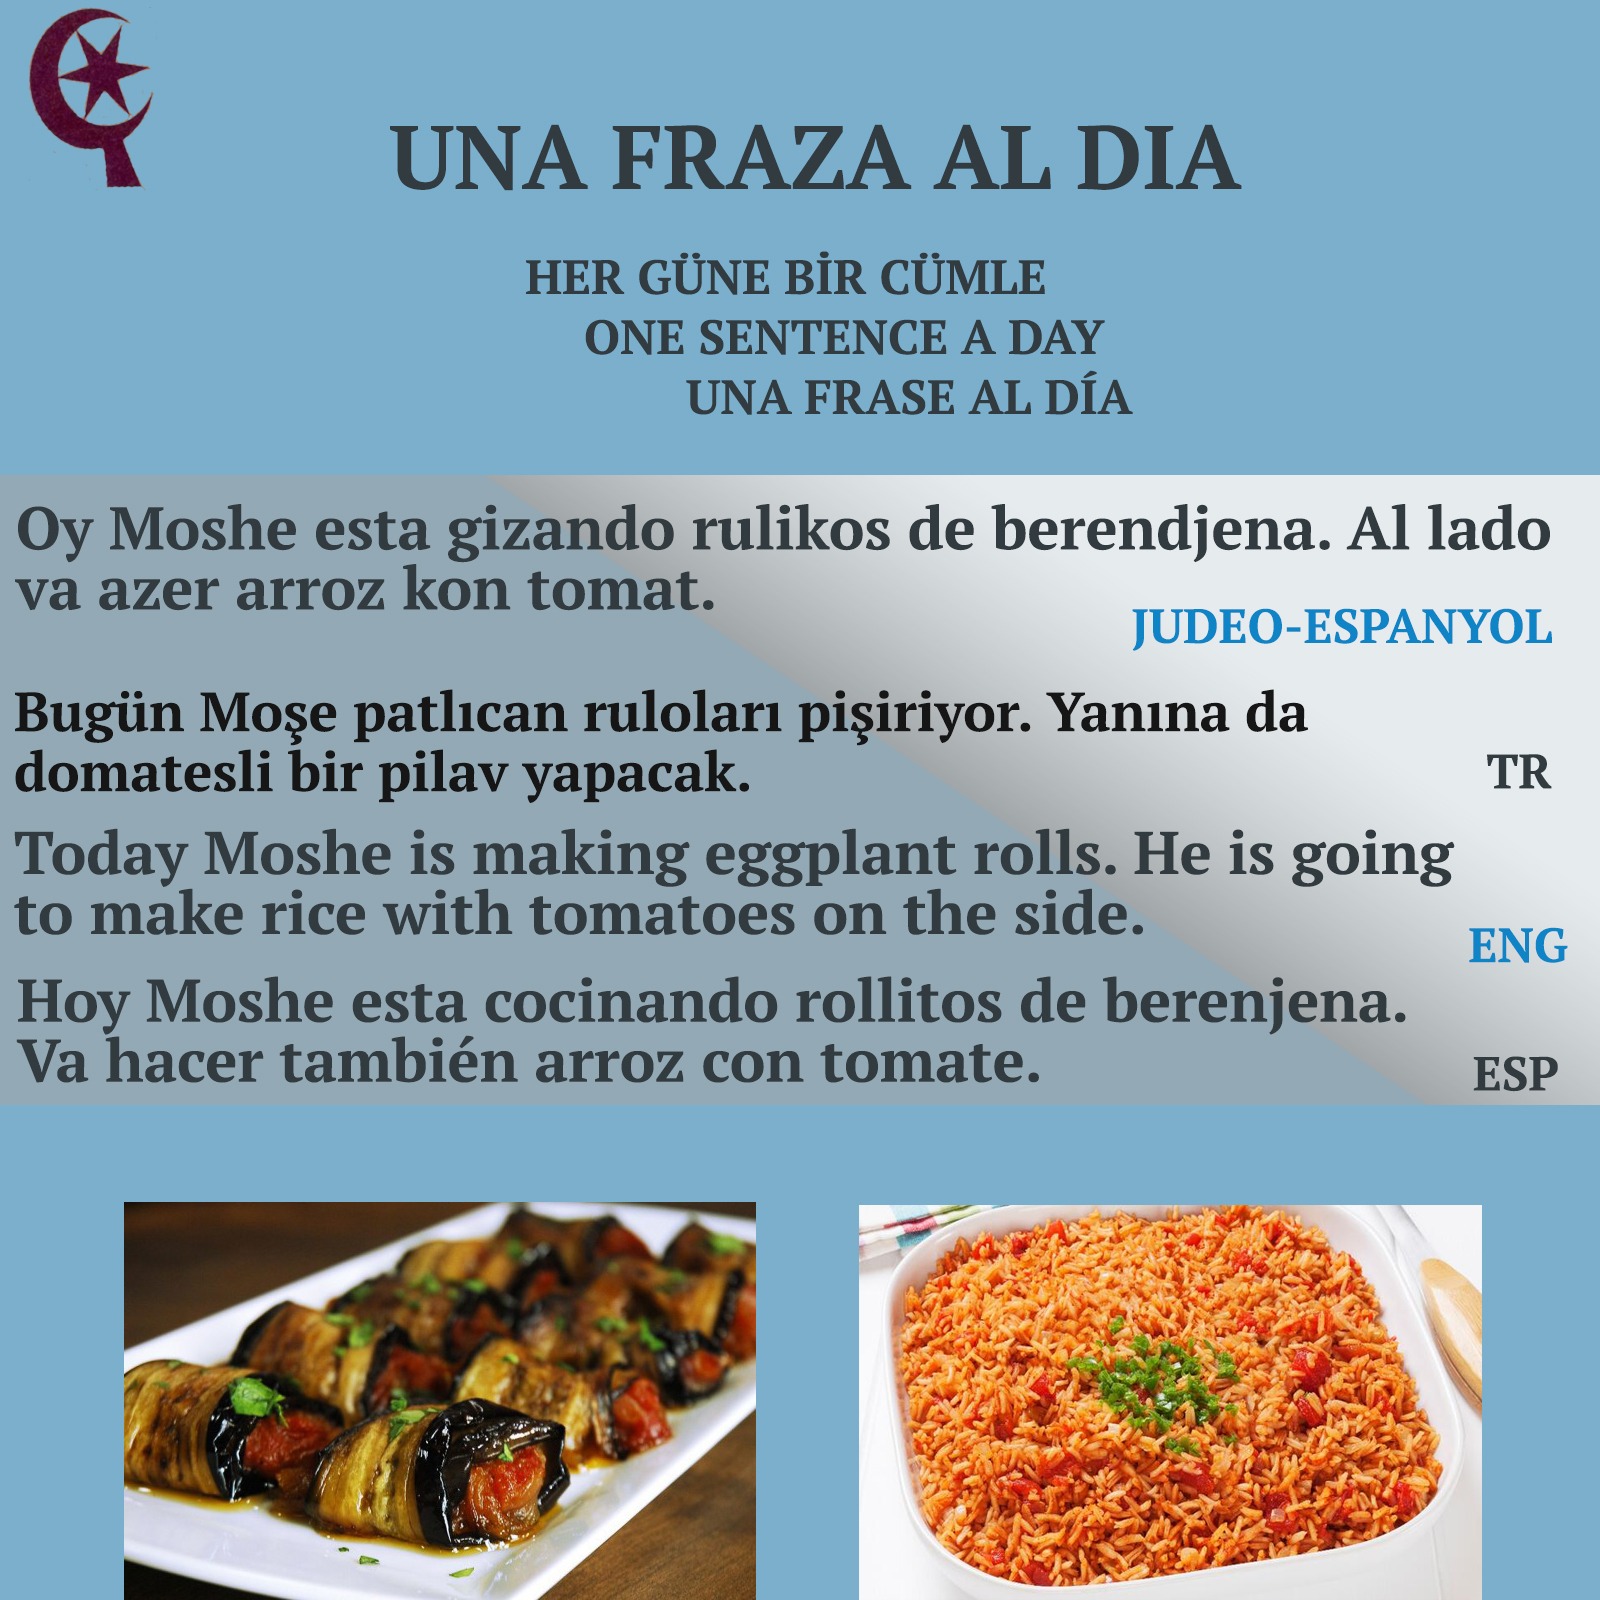 UNA FRAZA AL DIA
HER GÜNE BİR CÜMLE
ONE SENTENCE A DAY
UNA FRASE AL DÍA
Oy Moshe esta gizando rulikos de berendjena. Al lado
va azer arroz kon tomat.
JUDEO-ESPANYOL
Bugün Moşe patlıcan ruloları pişiriyor. Yanına da
domatesli bir pilav yapacak.
TR
Today Moshe is making eggplant rolls. He is going
to make rice with tomatoes on the side.
ENG
Hoy Moshe esta cocinando rollitos de berenjena.
Va hacer también arroz con tomate.
ESP